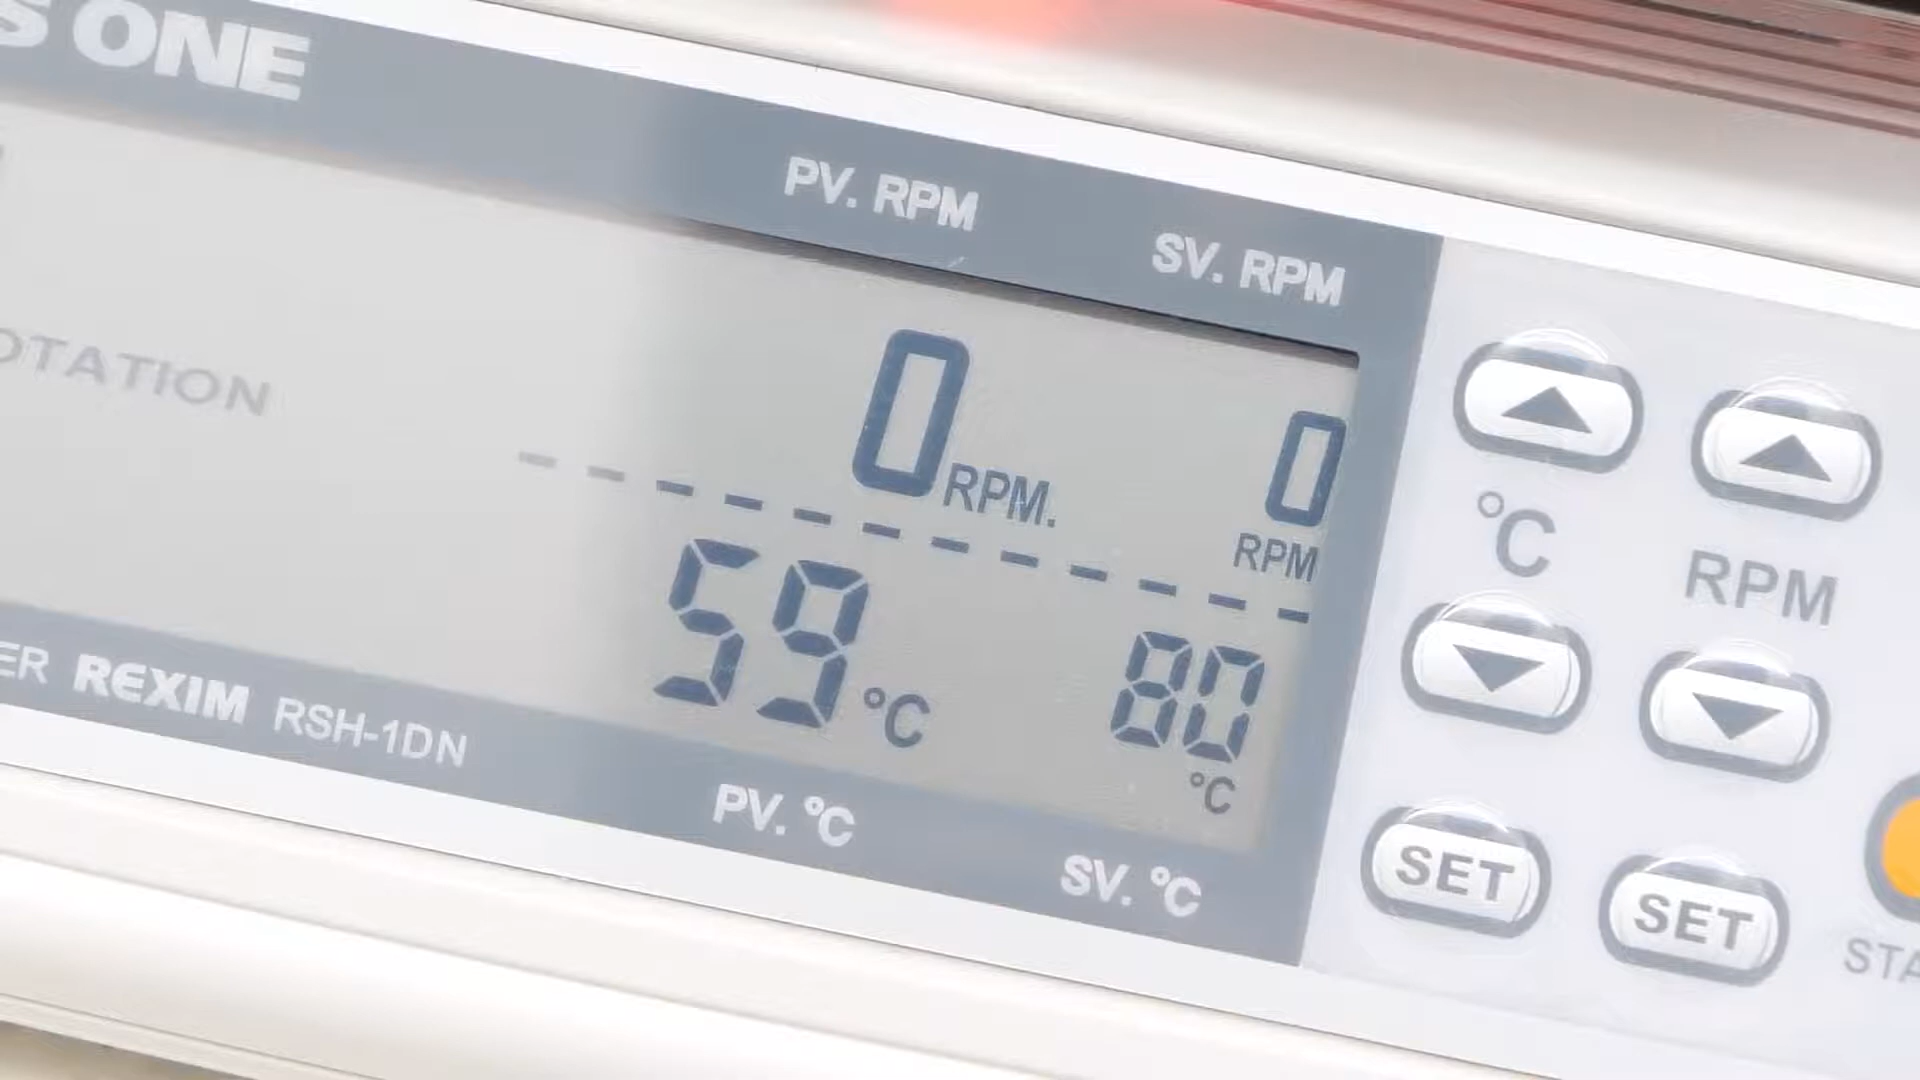 S ONE
PV. RPM
SV. RPM
OTATION
0 RPM.
0
RPM
°C
RPM
59 °C
80
°C
ER REXIM RSH-1DN
PV. °C
SV. °C
SET
SET
STA